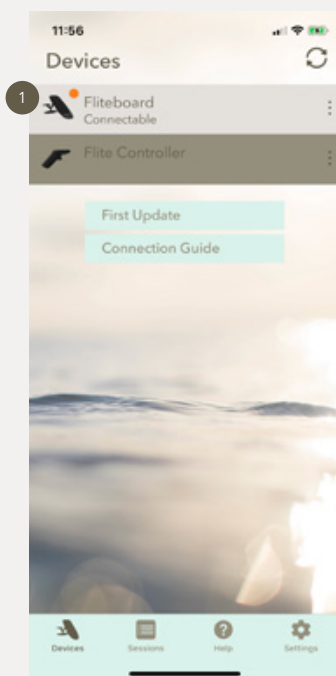 11:56
Devices
1
Fliteboard
Connectable
Flite Controller
First Update
Connection Guide
Devices
Sessions
Help
Settings